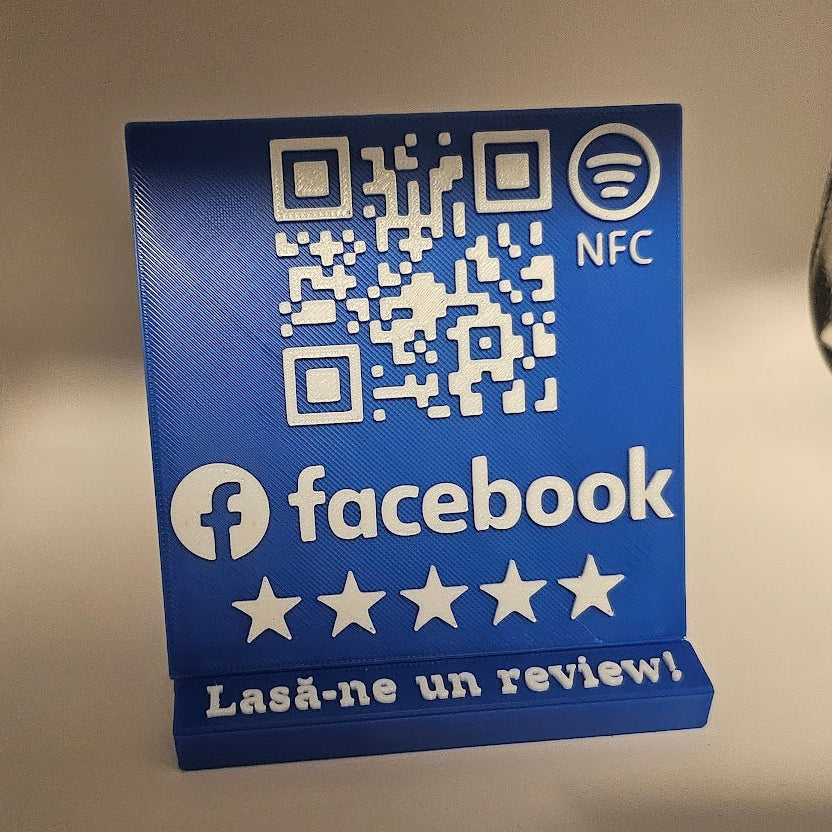 NFC
facebook
Lasă-ne un review!